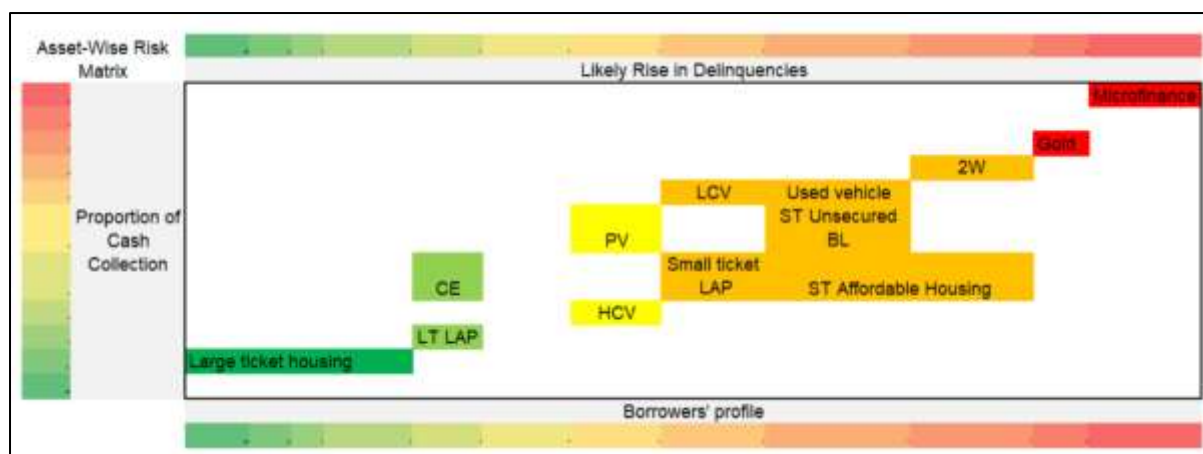 Asset-Wise Risk
Matrix
Likely Rise in Delinquencies
Microfinance
Gold
2W
LCV
Used vehicle
Proportion of
Cash
Collection
PV
ST Unsecured
BL
CE
Small ticket
LAP
ST Affordable Housing
HCV
LT LAP
Large ticket housing
Borrowers' profile